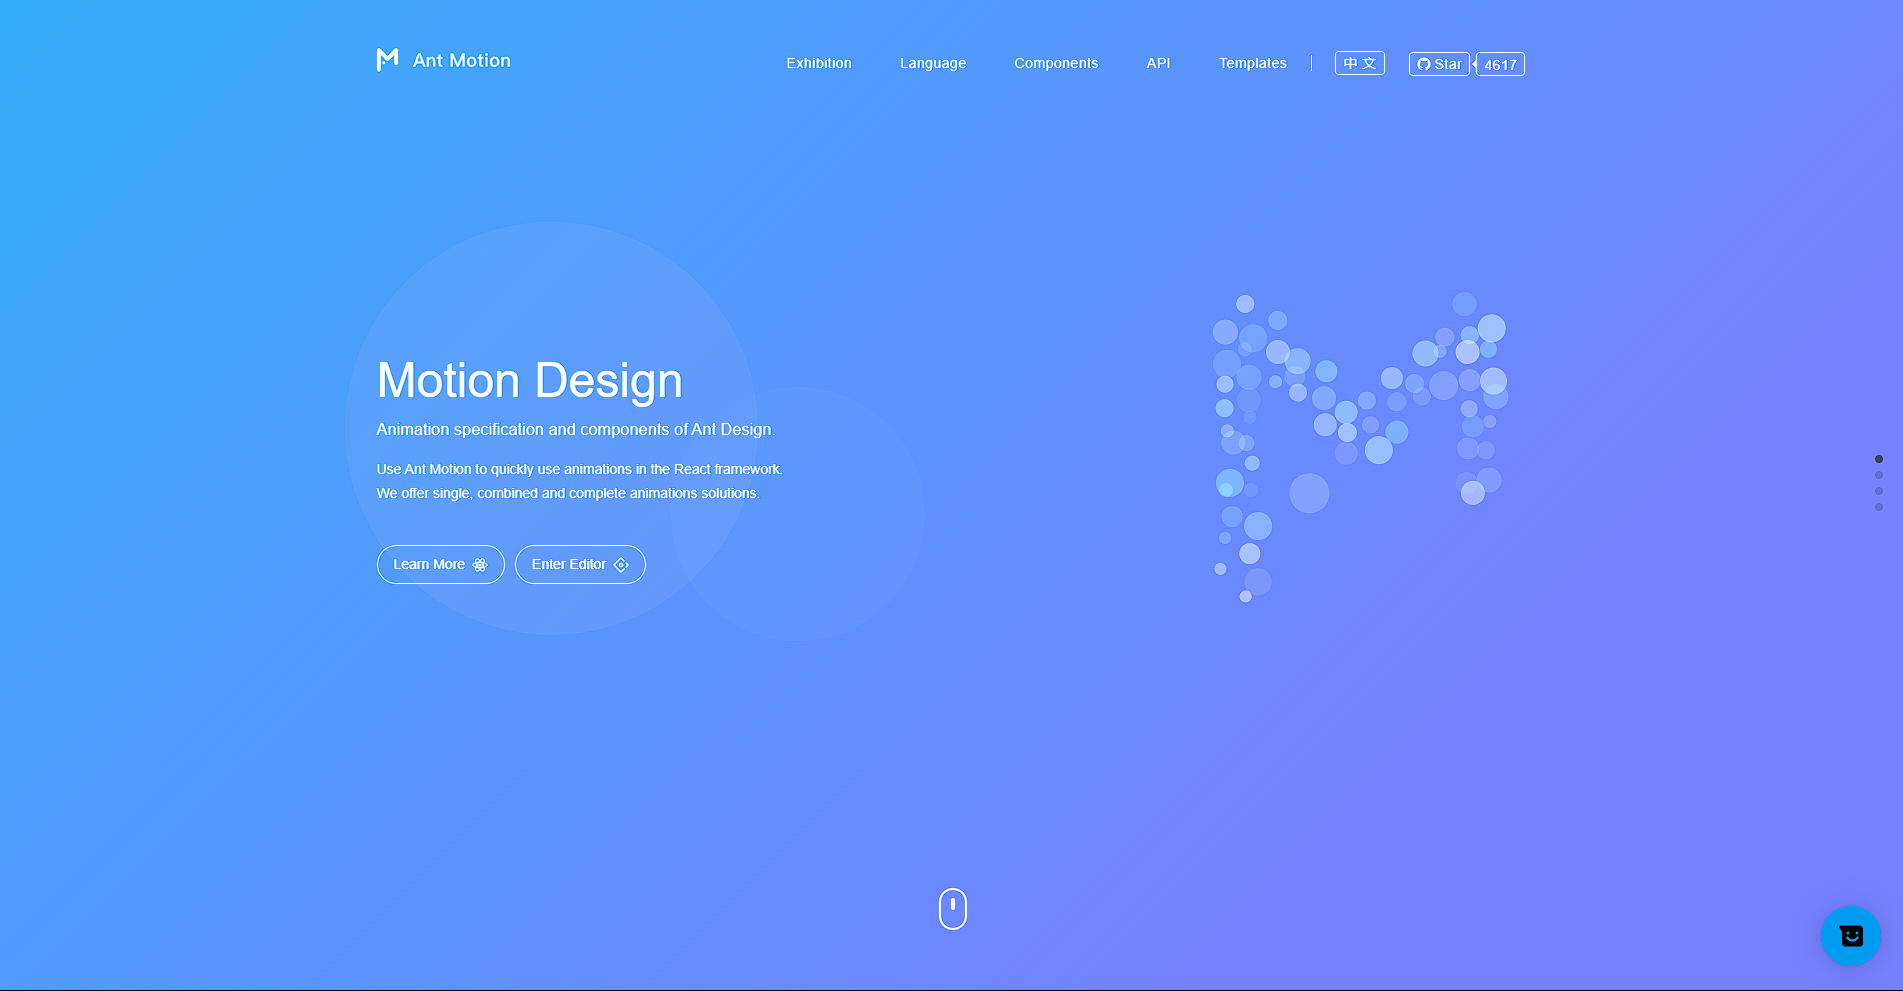 Ant Motion
Exhibition Language Components API Templates 中 文 Star 4617
Motion Design
Animation specification and components of Ant Design.
Use Ant Motion to quickly use animations in the React framework.
We offer single, combined and complete animations solutions.
Learn More Enter Editor